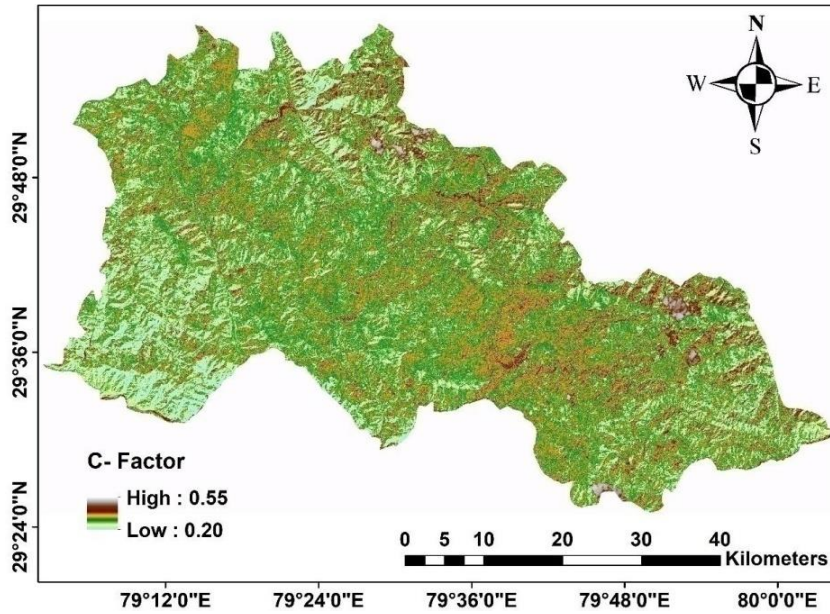 N
W E
S
29°48'0"N
29°36'0"N
29°24'0"N
C- Factor
High : 0.55
Low : 0.20
0 5 10 20 30 40
Kilometers
79°12'0"E 79°24'0"E 79°36'0"E 79°48'0"E 80°0'0"E